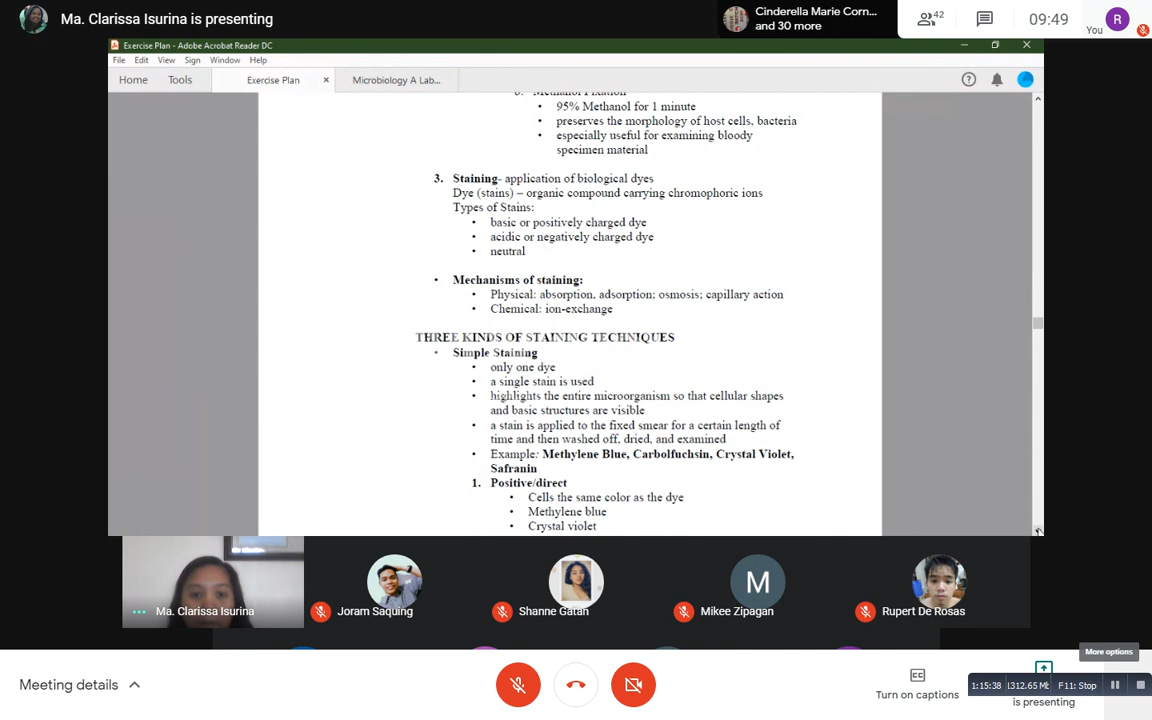 Ma. Clarissa Isurina is presenting
Cinderella Marie Corn...
and 30 more
42
09:49
You
R
Exercise Plan - Adobe Acrobat Reader DC
File Edit View Sign Window Help
Home Tools Exercise Plan × Microbiology A Lab...
Methanol Fixation
• 95% Methanol for 1 minute
• preserves the morphology of host cells, bacteria
• especially useful for examining bloody
specimen material
3. Staining- application of biological dyes
Dye (stains) – organic compound carrying chromophoric ions
Types of Stains:
• basic or positively charged dye
• acidic or negatively charged dye
• neutral
• Mechanisms of staining:
• Physical: absorption, adsorption; osmosis; capillary action
• Chemical: ion-exchange
THREE KINDS OF STAINING TECHNIQUES
• Simple Staining
• only one dye
• a single stain is used
• highlights the entire microorganism so that cellular shapes
and basic structures are visible
• a stain is applied to the fixed smear for a certain length of
time and then washed off, dried, and examined
• Example: Methylene Blue, Carbolfuchsin, Crystal Violet,
Safranin
1. Positive/direct
• Cells the same color as the dye
• Methylene blue
• Crystal violet
M
Ma. Clarissa Isurina
Joram Saquing
Shanne Gatan
Mikee Zipagan
Rupert De Rosas
More options
Meeting details
CC
Turn on captions
1:15:38 1312.65 Mb F11: Stop
is presenting